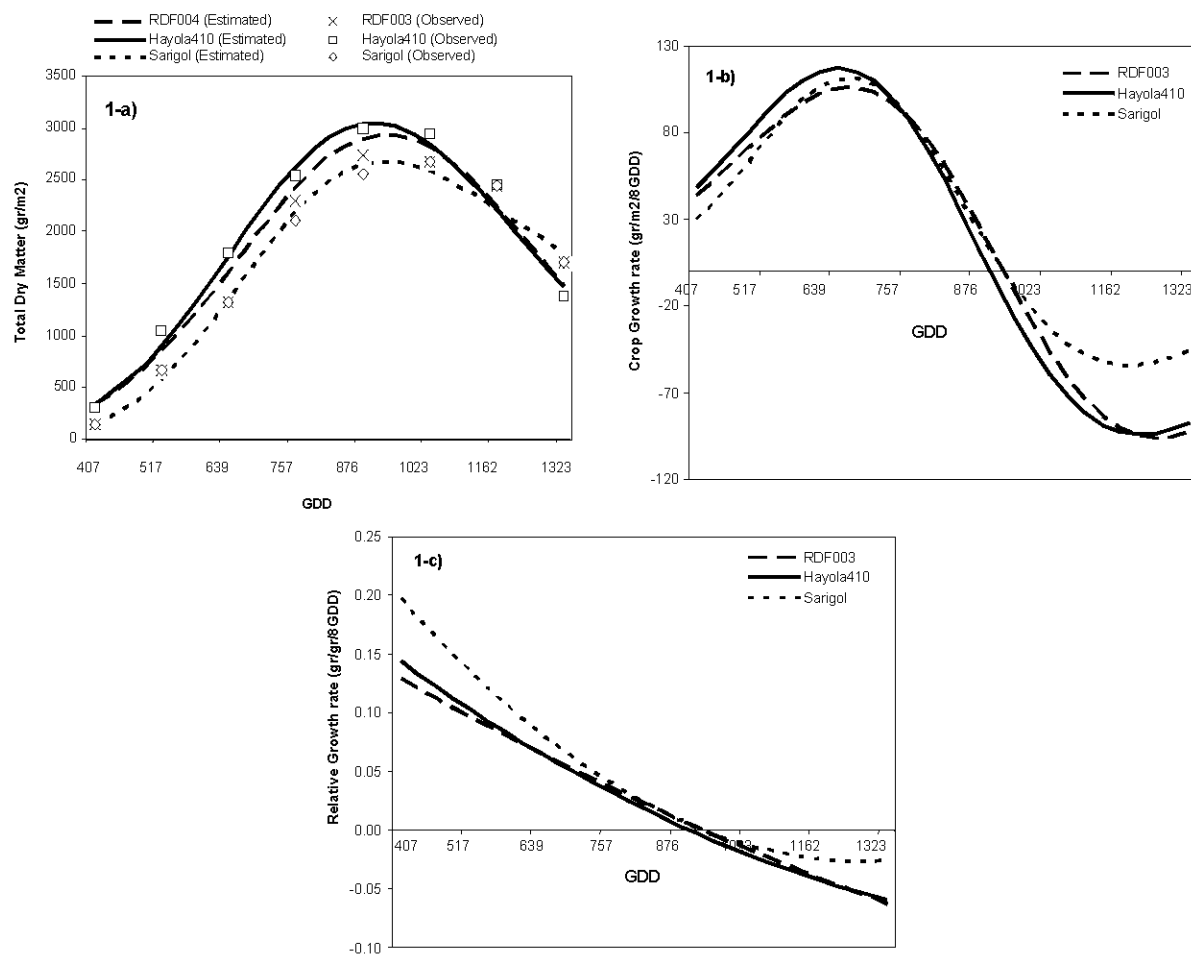 RDF004 (Estimated)
RDF003 (Observed)
Hayola410 (Estimated)
Hayola410 (Observed)
Sarigol (Estimated)
Sarigol (Observed)
1-a)
Total Dry Matter (gr/m2)
3500
3000
2500
2000
1500
1000
500
0
407 517 639 757 876 1023 1162 1323
GDD
1-b)
RDF003
Hayola410
Sarigol
Crop Growth rate (gr/m2/8GDD)
130
80
30
-20
-70
-120
407 517 639 757 876 1023 1162 1323
GDD
1-c)
RDF003
Hayola410
Sarigol
Relative Growth rate (gr/gr/8GDD)
0.25
0.20
0.15
0.10
0.05
0.00
-0.05
-0.10
407 517 639 757 876 1023 1162 1323
GDD